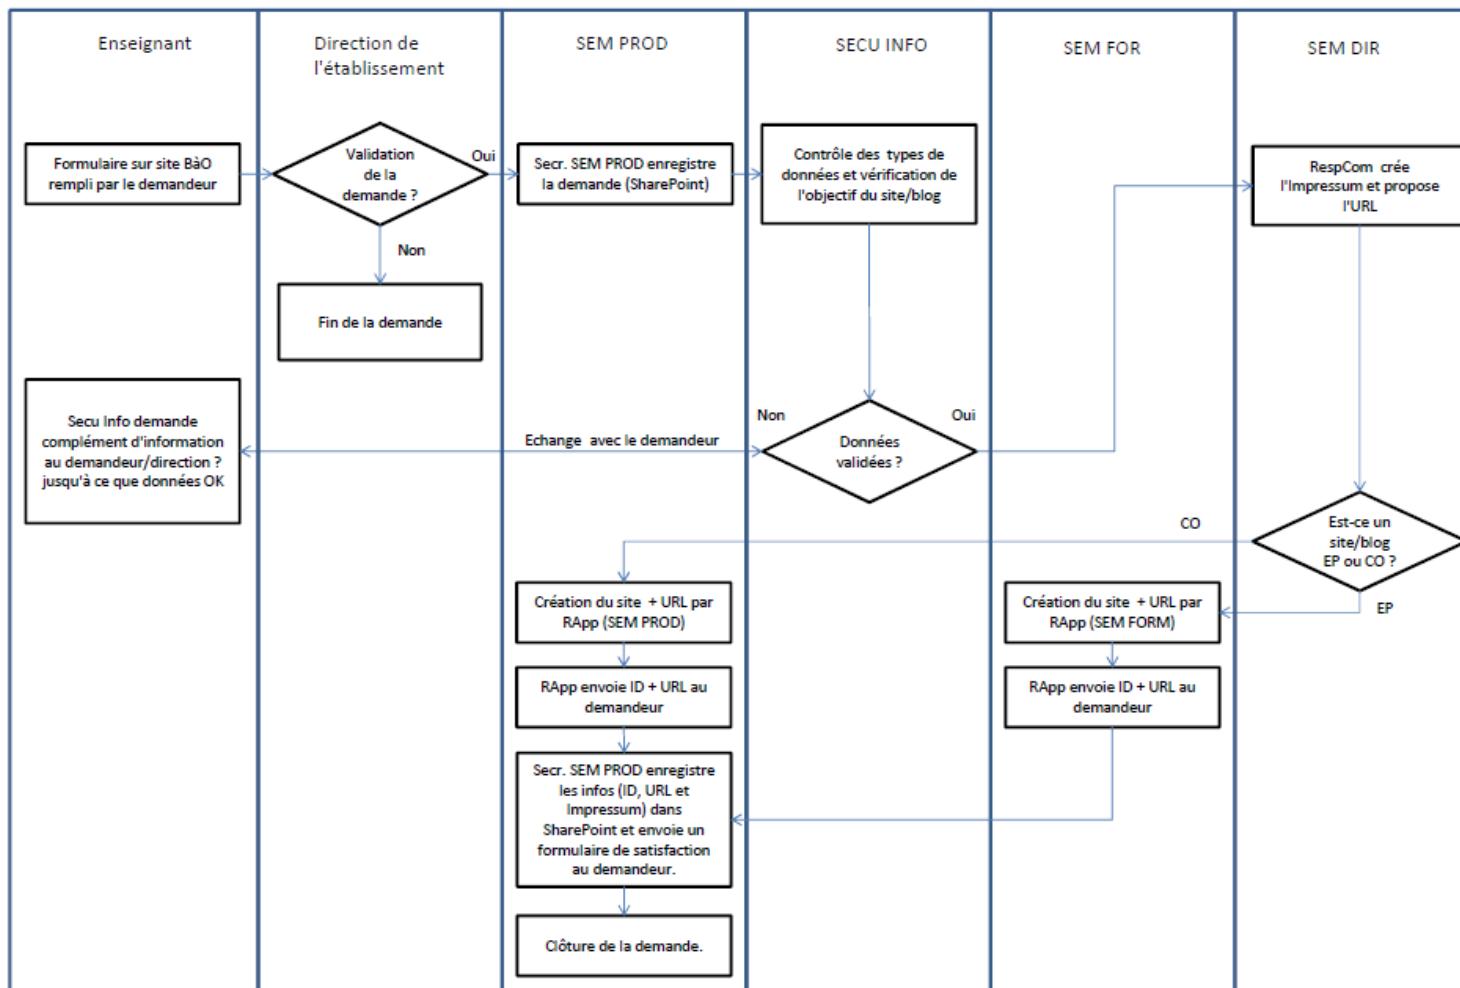 Enseignant
Direction de
l'établissement
SEM PROD
SECU INFO
SEM FOR
SEM DIR
Formulaire sur site BàO
rempli par le demandeur
Validation
de la
demande ?
Oui
Non
Fin de la demande
Secr. SEM PROD enregistre
la demande (SharePoint)
Contrôle des types de
données et vérification de
l'objectif du site/blog
RespCom crée
l'Impressum et propose
l'URL
Secu Info demande
complément d'information
au demandeur/direction ?
jusqu'à ce que données OK
Echange avec le demandeur
Non
Oui
Données
validées ?
CO
Est-ce un
site/blog
EP ou CO ?
EP
Création du site + URL par
RApp (SEM PROD)
Création du site + URL par
RApp (SEM FORM)
RApp envoie ID + URL au
demandeur
RApp envoie ID + URL au
demandeur
Secr. SEM PROD enregistre
les infos (ID, URL et
Impressum) dans
SharePoint et envoie un
formulaire de satisfaction
au demandeur.
Clôture de la demande.